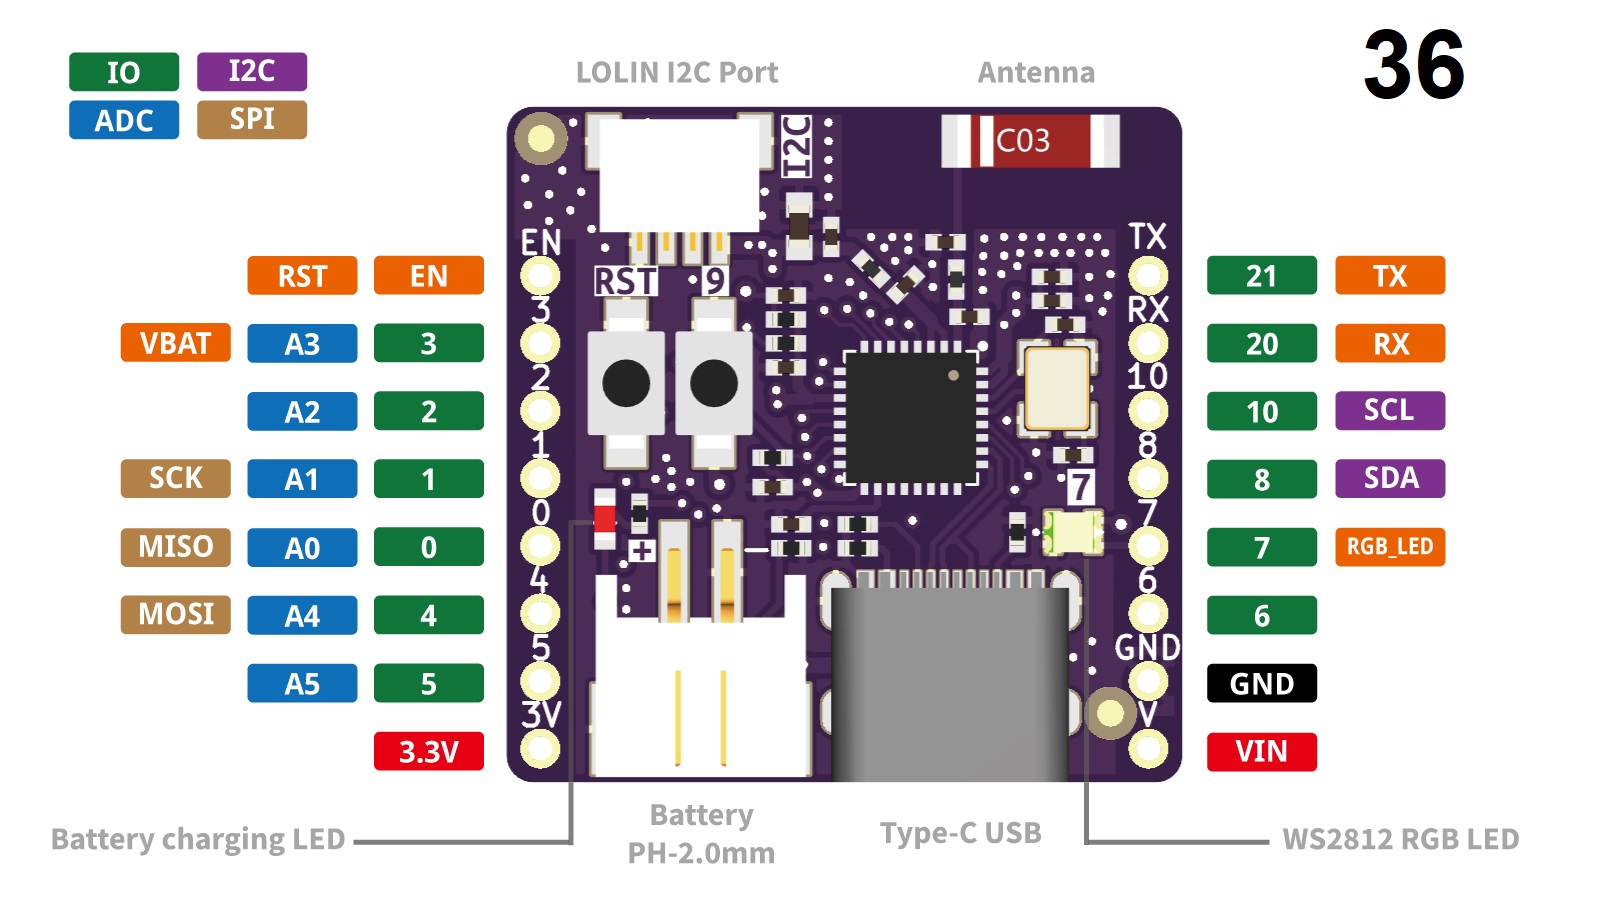 36
IO I2C
ADC SPI
LOLIN I2C Port
Antenna
I2C
C03
EN
TX
RST 9
RST EN
21 TX
3
RX
VBAT A3 3
20 RX
2
10
A2 2
10 SCL
1
8
SCK A1 1
8 SDA
7
0
7
MISO A0 0
7 RGB_LED
+ −
4
6
MOSI A4 4
6
5
GND
A5 5
GND
3V
V
3.3V
VIN
Battery charging LED
Battery
PH-2.0mm
Type-C USB
WS2812 RGB LED